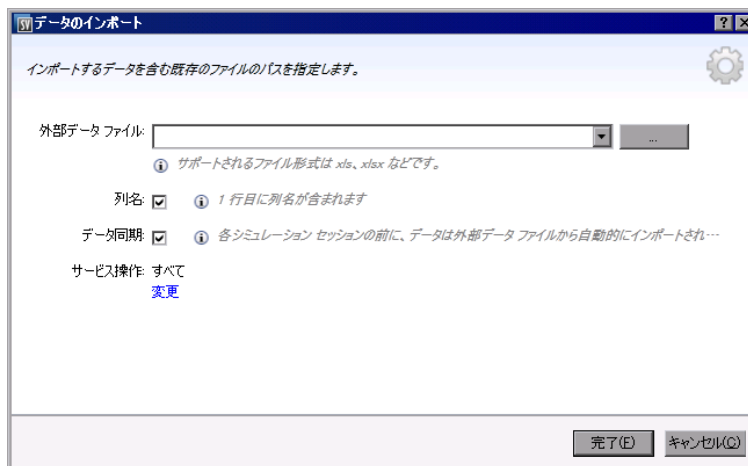 SV データのインポート
インポートするデータを含む既存のファイルのパスを指定します。
外部データ ファイル:
...
サポートされるファイル形式は xls、xlsx などです。
列名: 1 行目に列名が含まれます
データ同期: 各シミュレーション セッションの前に、データは外部データ ファイルから自動的にインポートされ…
サービス操作: すべて
変更
完了(F) キャンセル(C)